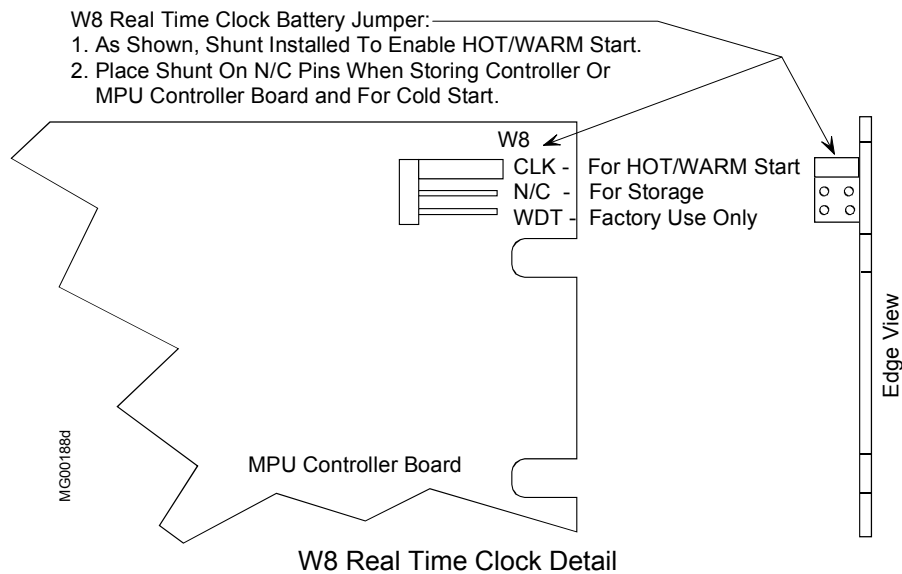 W8 Real Time Clock Battery Jumper:
1. As Shown, Shunt Installed To Enable HOT/WARM Start.
2. Place Shunt On N/C Pins When Storing Controller Or
MPU Controller Board and For Cold Start.
W8
CLK - For HOT/WARM Start
N/C - For Storage
WDT - Factory Use Only
Edge View
MG00188d
MPU Controller Board
W8 Real Time Clock Detail